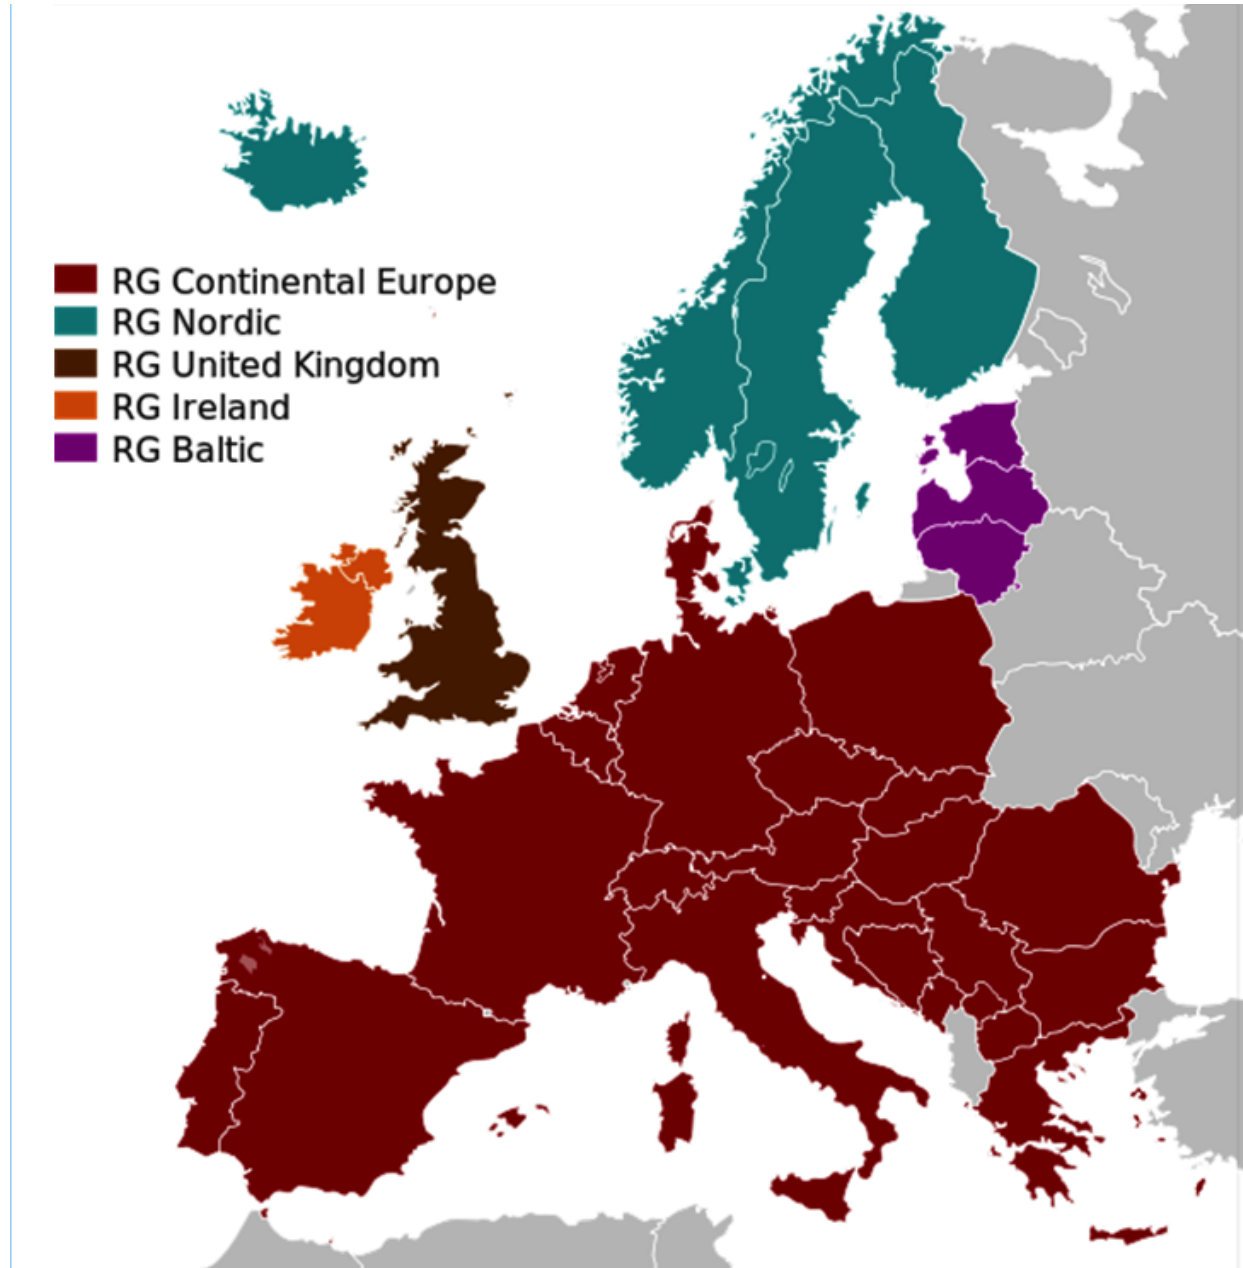 RG Continental Europe
RG Nordic
RG United Kingdom
RG Ireland
RG Baltic